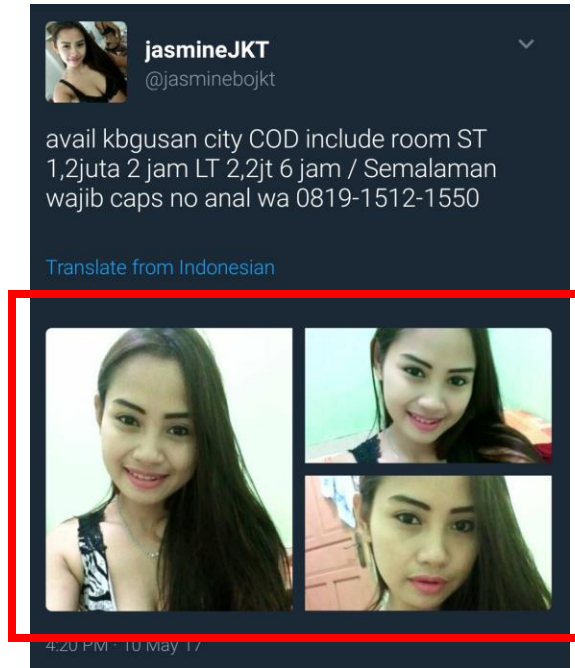 jasmineJKT
@jasminebojkt
avail kbgusan city COD include room ST
1,2juta 2 jam LT 2,2jt 6 jam / Semalaman
wajib caps no anal wa 0819-1512-1550
Translate from Indonesian
4:20 PM · 10 May 17